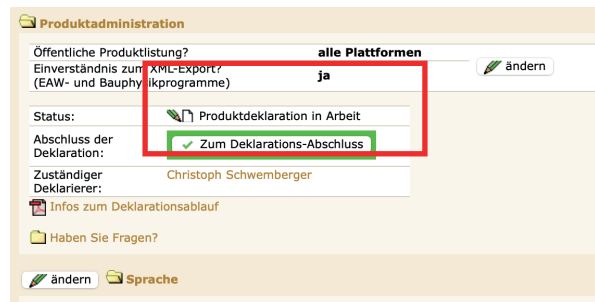 Produktadministration
Öffentliche Produktlistung? alle Plattformen
Einverständnis zum XML-Export? ja
(EAW- und Bauphysikprogramme)
ändern
Status: Produktdeklaration in Arbeit
Abschluss der
Deklaration:
Zum Deklarations-Abschluss
Zuständiger
Deklarierer:
Christoph Schwemberger
Infos zum Deklarationsablauf
Haben Sie Fragen?
ändern Sprache